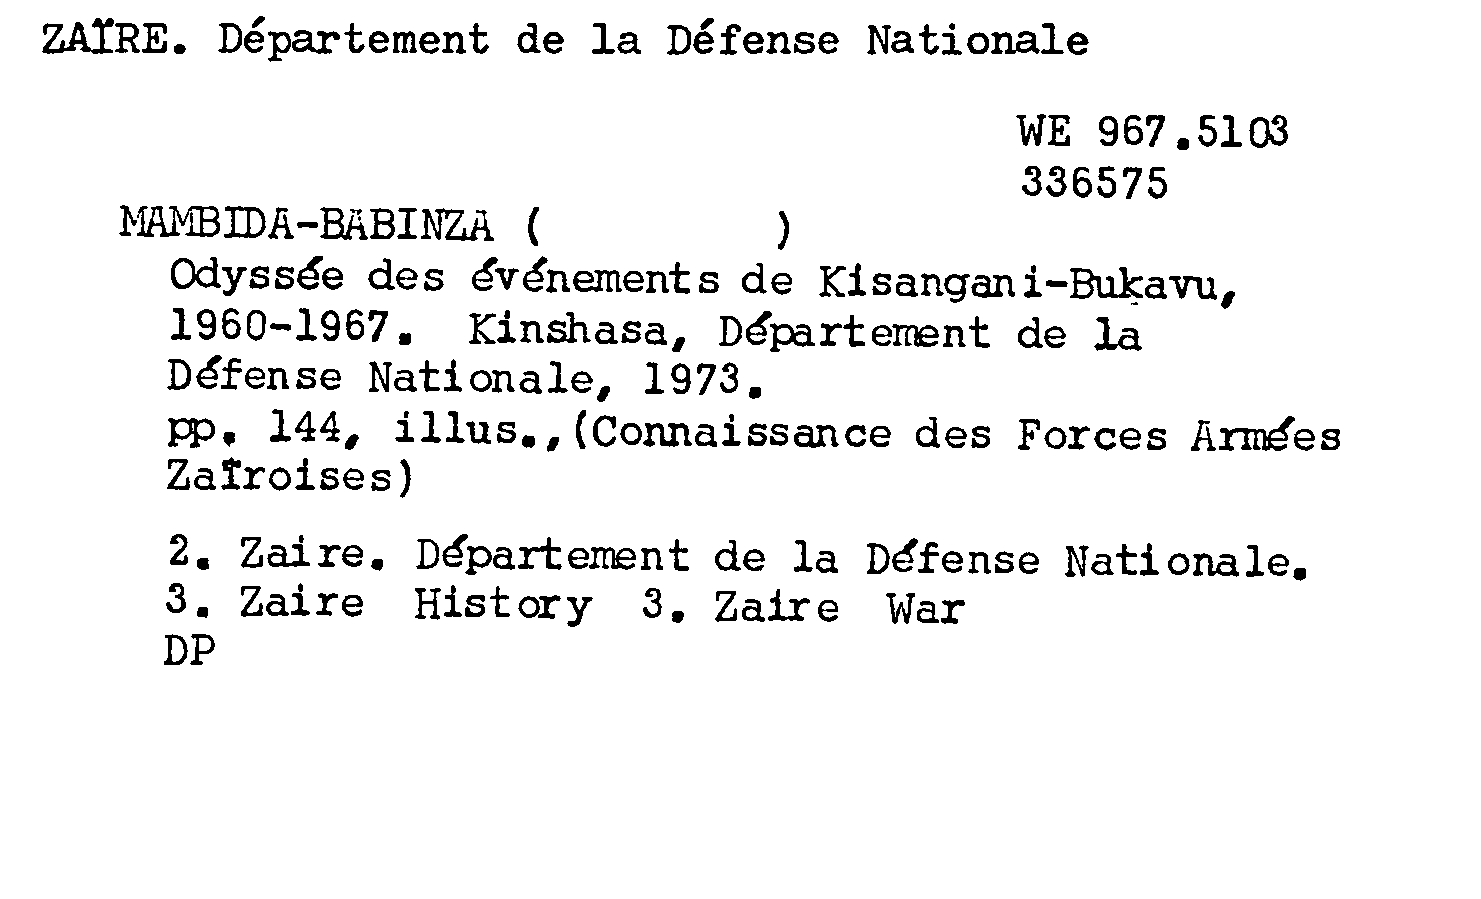 ZAÏRE. Département de la Défense Nationale
WE 967.5103
336575
MAMBIDA-BABINZA (          )
Odyssée des événements de Kisangani-Bukavu,
1960-1967. Kinshasa, Département de la
Défense Nationale, 1973.
pp. 144, illus.,(Connaissance des Forces Armées
Zaïroises)
2. Zaire. Département de la Défense Nationale.
3. Zaire History 3. Zaire War
DP